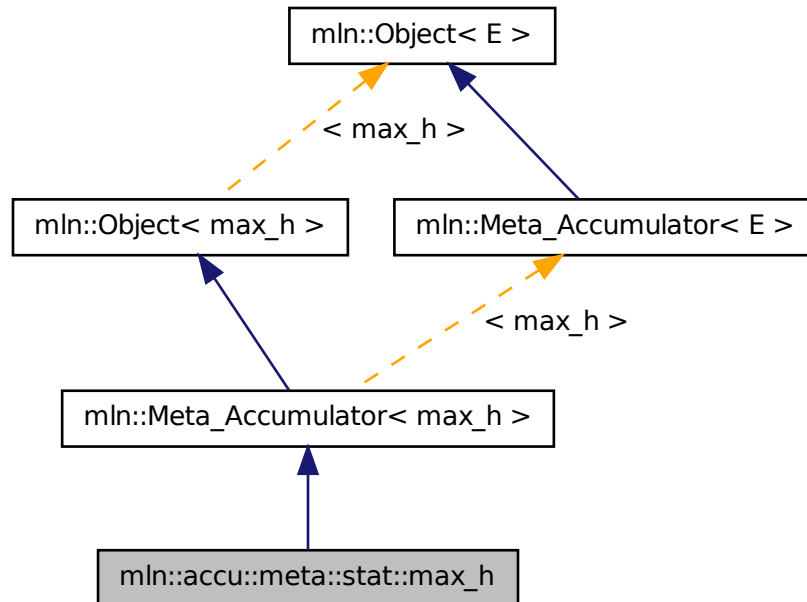 mln::Object< E >
< max_h >
mln::Object< max_h >
mln::Meta_Accumulator< E >
< max_h >
mln::Meta_Accumulator< max_h >
mln::accu::meta::stat::max_h